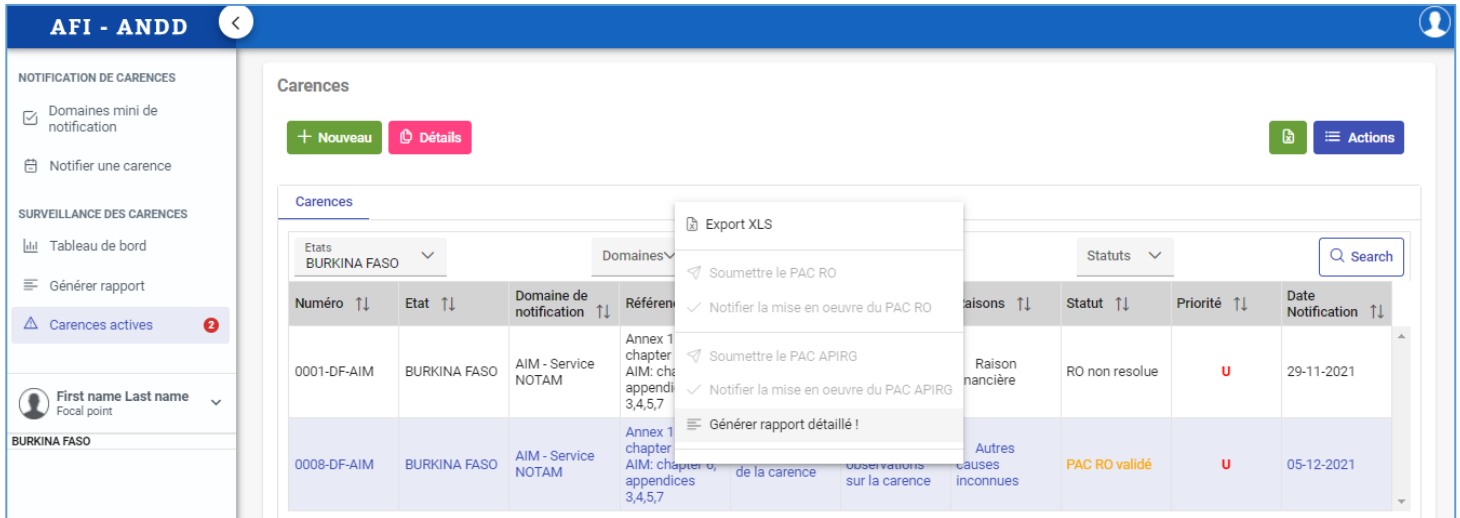 AFI - ANDD
NOTIFICATION DE CARENCES
Domaines mini de
notification
Notifier une carence
SURVEILLANCE DES CARENCES
Tableau de bord
Générer rapport
Carences actives
2
First name Last name
Focal point
BURKINA FASO
Carences
+ Nouveau
Détails
Actions
Carences
Etats
BURKINA FASO
Domaines
Statuts
Search
Export XLS
Soumettre le PAC RO
Notifier la mise en oeuvre du PAC RO
Soumettre le PAC APIRG
Notifier la mise en oeuvre du PAC APIRG
Générer rapport détaillé !
Numéro
Etat
Domaine de
notification
Statut
Priorité
Date
Notification
0001-DF-AIM
BURKINA FASO
AIM - Service
NOTAM
Annex 1
chapter
AIM: cha
appendi
3,4,5,7
Raison
RO non resolue
U
29-11-2021
0008-DF-AIM
BURKINA FASO
AIM - Service
NOTAM
Annex 1
chapter
AIM: chapter 6,
appendices
3,4,5,7
de la carence
observations
sur la carence
Autres
causes
inconnues
PAC RO validé
U
05-12-2021